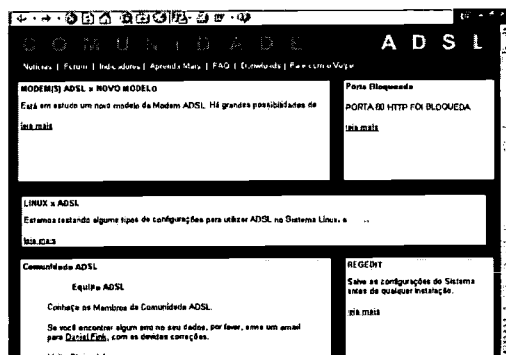 COMUNIDADE ADSL
Notícias | Forum | Indicadores | Aprenda Mais | FAQ | Downloads | Fale com o
MODEM(S) ADSL » NOVO MODELO
Está em estudo um novo modelo de Modem ADSL. Há grandes possibilidades de
leia mais
Porta Bloqueada
PORTA 80 HTTP FOI BLOQUEADA
leia mais
LINUX x ADSL
Estamos testando alguns tipos de configurações para utilizar ADSL no Sistema Linux, e
leia mais
Comunidade ADSL
Equipe ADSL
Conheça os Membros da Comunidade ADSL.
Se você encontrar algum erro no seu dados, por favor, envie um email
para Daniel Fink, com as devidas correções.
REGEDIT
Salve as configurações do Sistema
antes de qualquer instalação.
leia mais